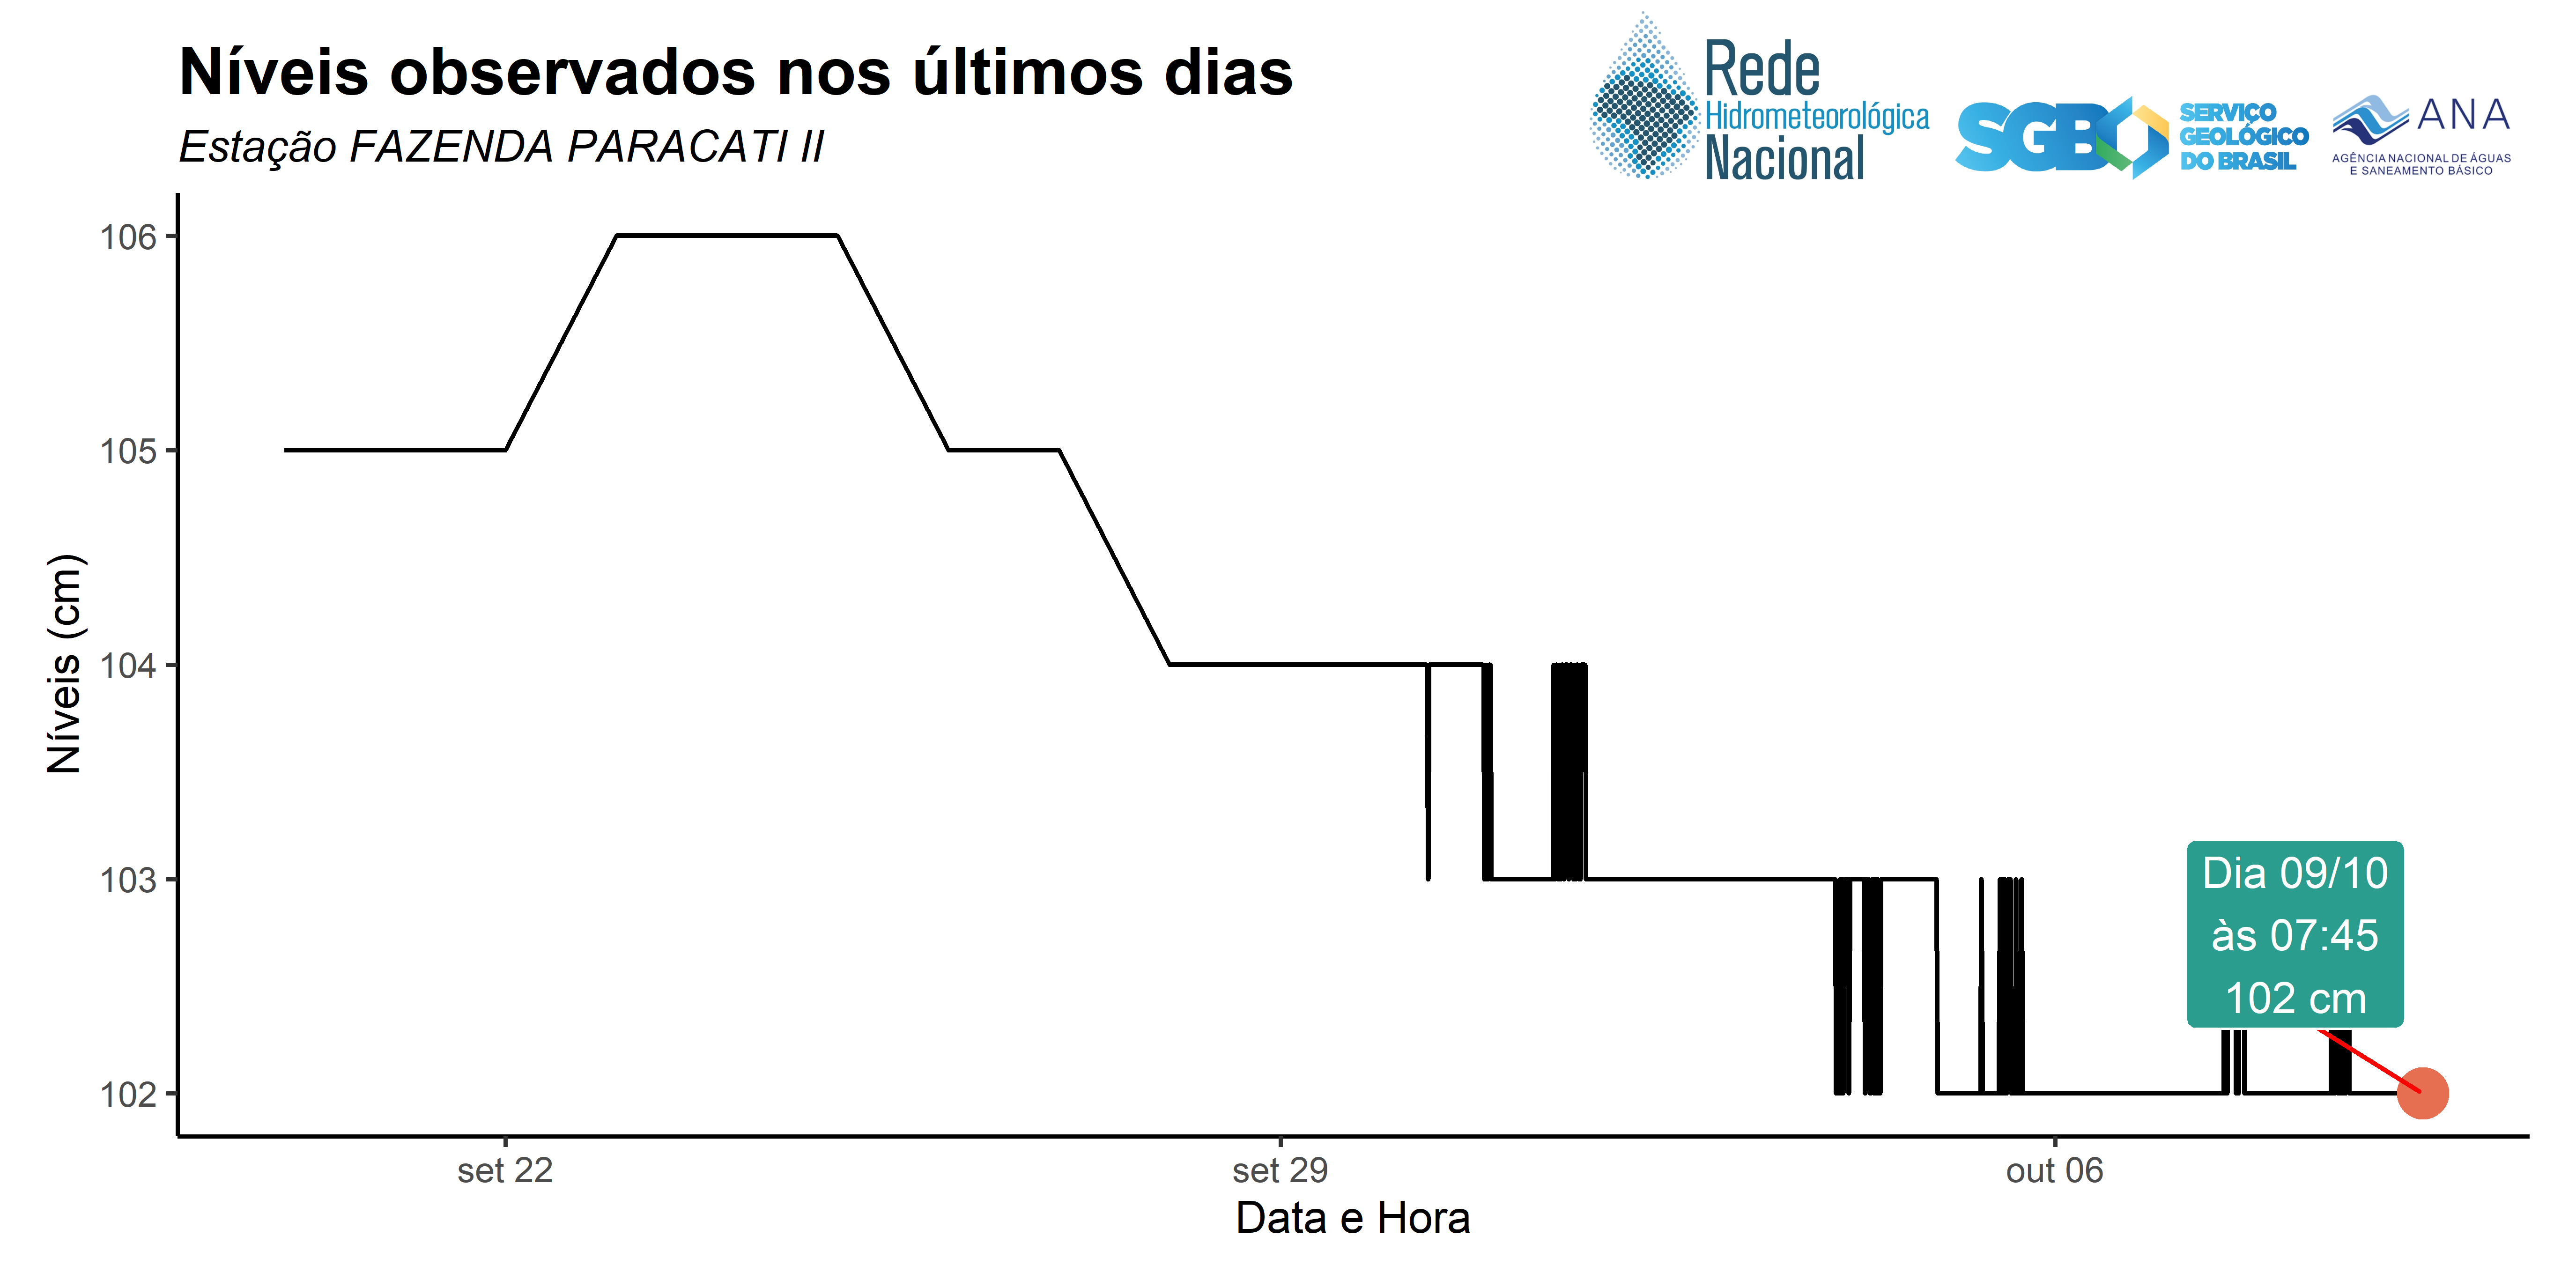 Níveis observados nos últimos dias
Estação FAZENDA PARACATI II
Rede
Hidrometeorológica
Nacional
SGB
SERVIÇO
GEOLÓGICO
DO BRASIL
ANA
AGÊNCIA NACIONAL DE ÁGUAS
E SANEAMENTO BÁSICO
Níveis (cm)
106
105
104
103
102
Dia 09/10
às 07:45
102 cm
set 22
set 29
out 06
Data e Hora